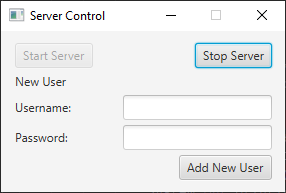 Server Control
Start Server Stop Server
New User
Username:
Password:
Add New User